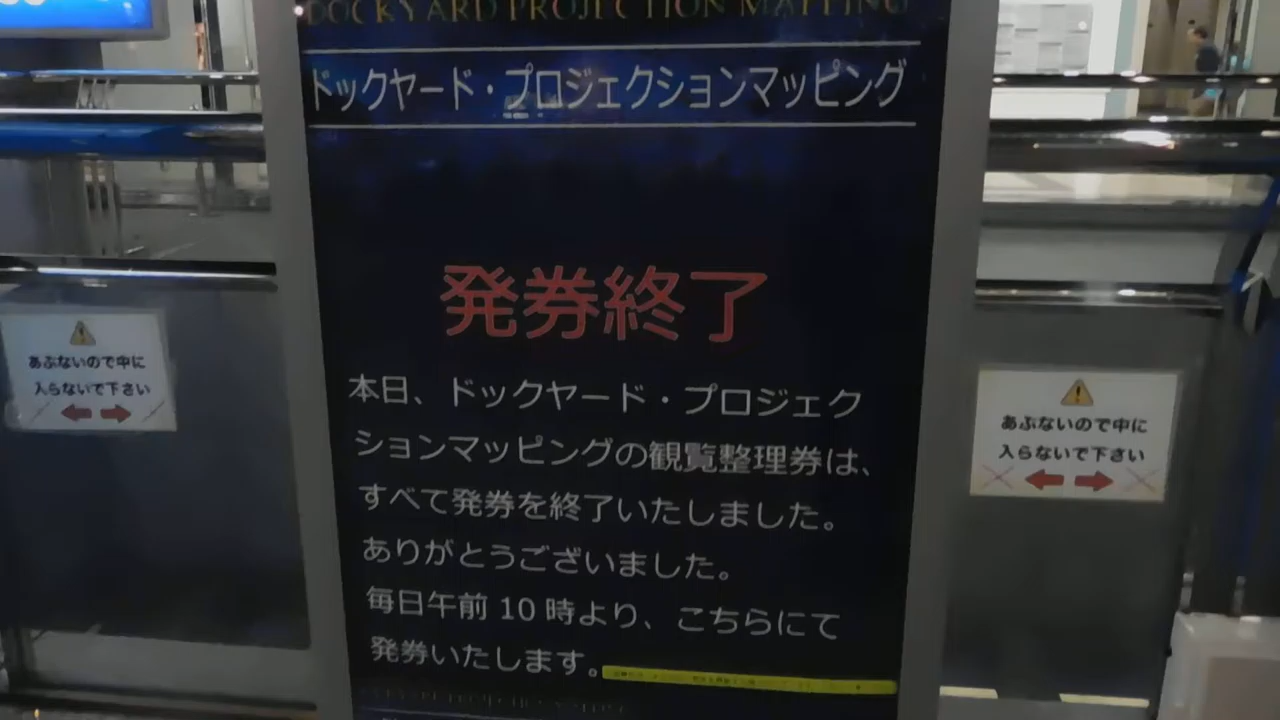 DOCKYARD PROJECTION MAPPING
ドックヤード・プロジェクションマッピング
発券終了
本日、ドックヤード・プロジェク
ションマッピングの観覧整理券は、
すべて発券を終了いたしました。
ありがとうございました。
毎日午前 10 時より、こちらにて
発券いたします。
あぶないので中に
入らないで下さい
あぶないので中に
入らないで下さい